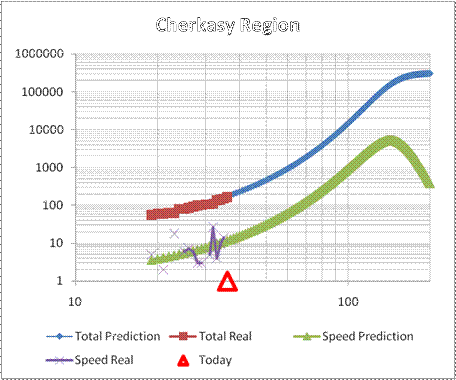 Cherkasy Region
1000000
100000
10000
1000
100
10
1
10 100
Total Prediction Total Real Speed Prediction
Speed Real Today